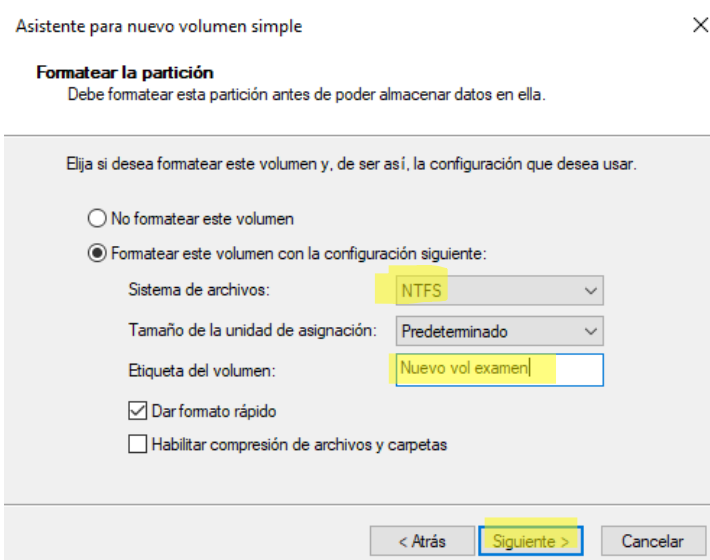 Asistente para nuevo volumen simple
Formatear la partición
Debe formatear esta partición antes de poder almacenar datos en ella.
Elija si desea formatear este volumen y, de ser así, la configuración que desea usar.
No formatear este volumen
Formatear este volumen con la configuración siguiente:
Sistema de archivos: NTFS
Tamaño de la unidad de asignación: Predeterminado
Etiqueta del volumen: Nuevo vol examen
Dar formato rápido
Habilitar compresión de archivos y carpetas
< Atrás Siguiente > Cancelar